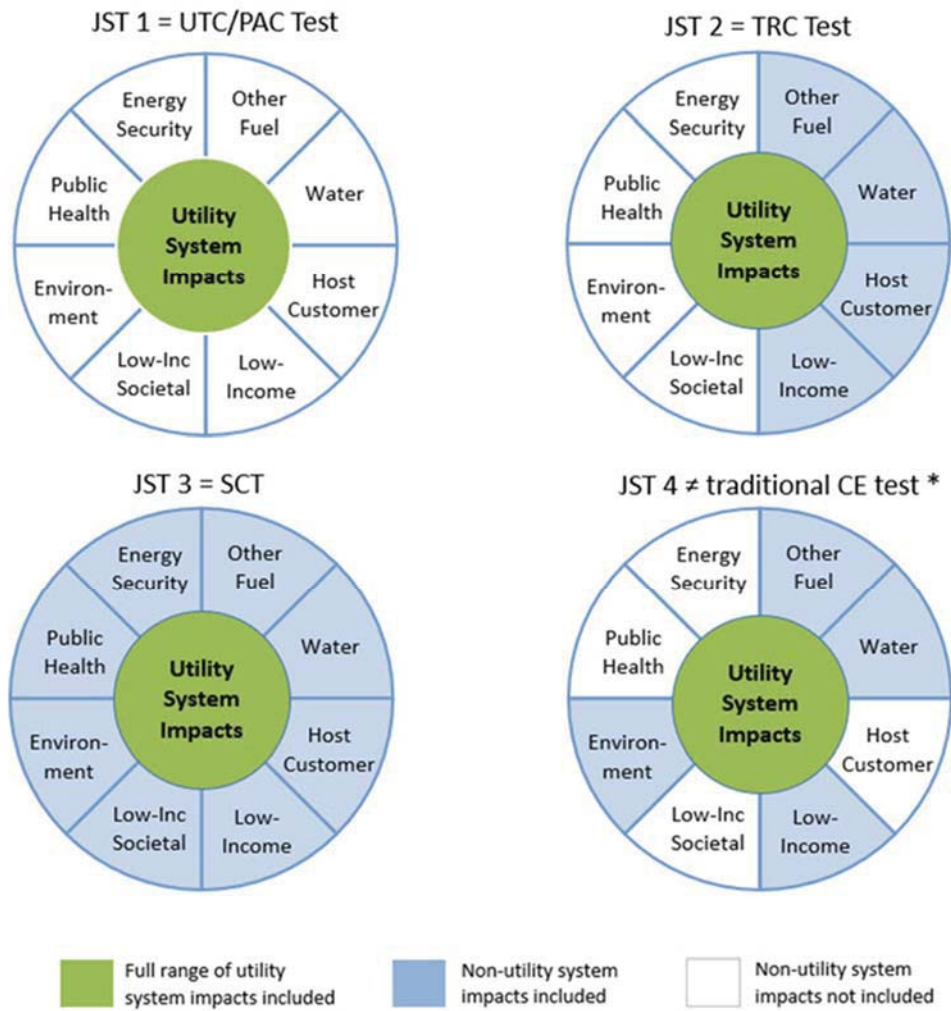 JST 1 = UTC/PAC Test
Energy
Security
Other
Fuel
Public
Health
Water
Utility
System
Impacts
Environ-
ment
Host
Customer
Low-Inc
Societal
Low-
Income
JST 2 = TRC Test
Energy
Security
Other
Fuel
Public
Health
Water
Utility
System
Impacts
Environ-
ment
Host
Customer
Low-Inc
Societal
Low-
Income
JST 3 = SCT
Energy
Security
Other
Fuel
Public
Health
Water
Utility
System
Impacts
Environ-
ment
Host
Customer
Low-Inc
Societal
Low-
Income
JST 4 ≠ traditional CE test *
Energy
Security
Other
Fuel
Public
Health
Water
Utility
System
Impacts
Environ-
ment
Host
Customer
Low-Inc
Societal
Low-
Income
Full range of utility
system impacts included
Non-utility system
impacts included
Non-utility system
impacts not included